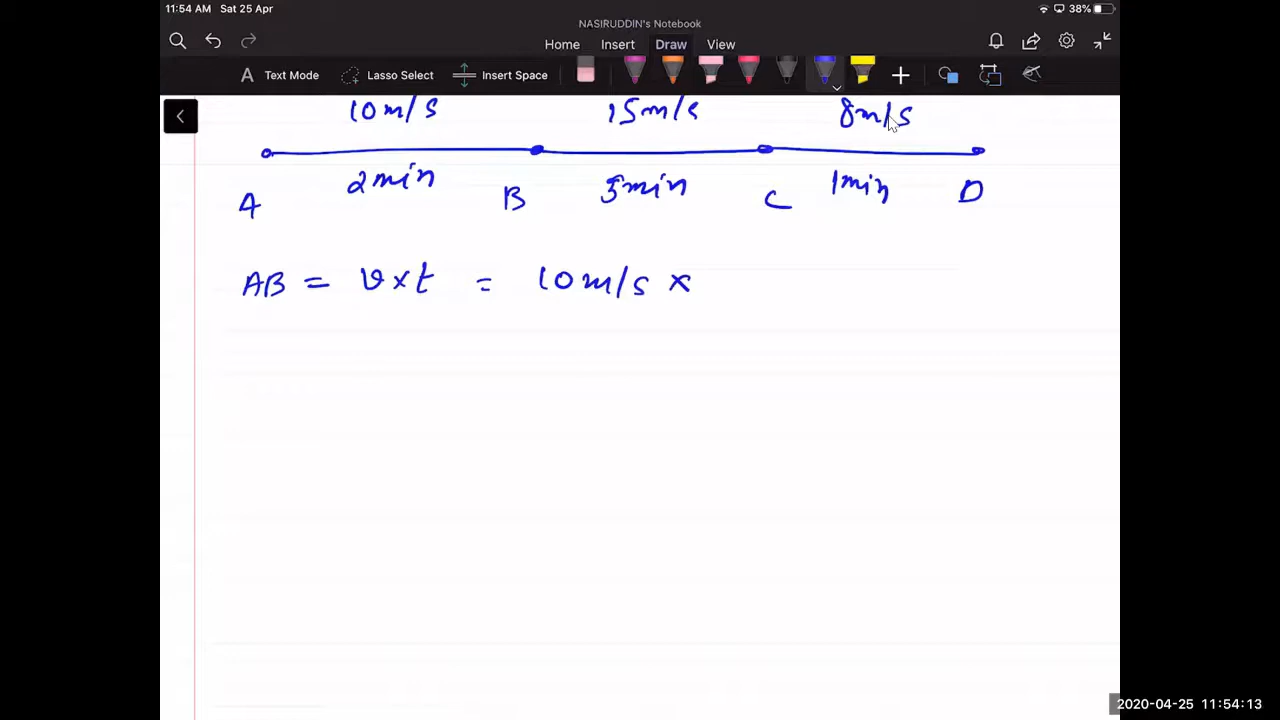 11:54 AM Sat 25 Apr
38%
NASIRUDDIN's Notebook
Home Insert Draw View
Text Mode Lasso Select Insert Space
10m/s 15m/s 8m/s
2min 5min 1min
A B C D
AB = v×t = 10m/s ×
2020-04-25 11:54:13